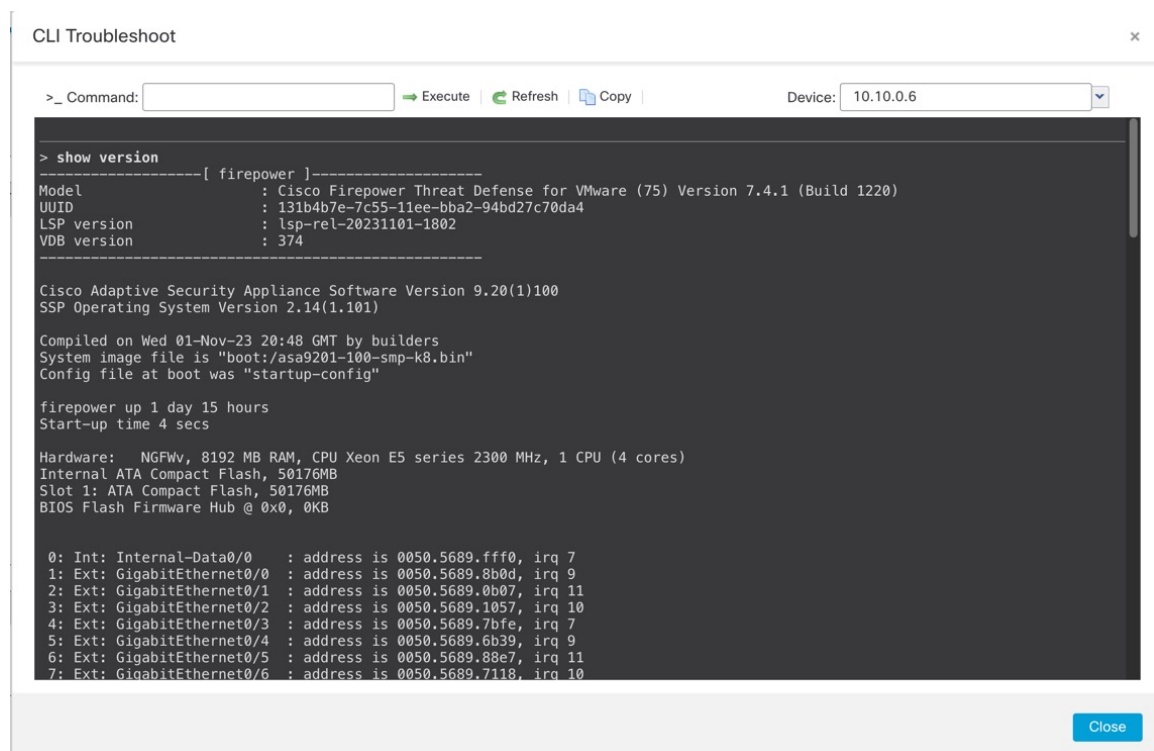 CLI Troubleshoot ×
>_ Command: Execute Refresh Copy Device: 10.10.0.6
> show version
-------------------[ firepower ]--------------------
Model : Cisco Firepower Threat Defense for VMware (75) Version 7.4.1 (Build 1220)
UUID : 131b4b7e-7c55-11ee-bba2-94bd27c70da4
LSP version : lsp-rel-20231101-1802
VDB version : 374
----------------------------------------------------
Cisco Adaptive Security Appliance Software Version 9.20(1)100
SSP Operating System Version 2.14(1.101)
Compiled on Wed 01-Nov-23 20:48 GMT by builders
System image file is "boot:/asa9201-100-smp-k8.bin"
Config file at boot was "startup-config"
firepower up 1 day 15 hours
Start-up time 4 secs
Hardware: NGFWv, 8192 MB RAM, CPU Xeon E5 series 2300 MHz, 1 CPU (4 cores)
Internal ATA Compact Flash, 50176MB
Slot 1: ATA Compact Flash, 50176MB
BIOS Flash Firmware Hub @ 0x0, 0KB
0: Int: Internal-Data0/0 : address is 0050.5689.fff0, irq 7
1: Ext: GigabitEthernet0/0 : address is 0050.5689.8b0d, irq 9
2: Ext: GigabitEthernet0/1 : address is 0050.5689.0b07, irq 11
3: Ext: GigabitEthernet0/2 : address is 0050.5689.1057, irq 10
4: Ext: GigabitEthernet0/3 : address is 0050.5689.7bfe, irq 7
5: Ext: GigabitEthernet0/4 : address is 0050.5689.6b39, irq 9
6: Ext: GigabitEthernet0/5 : address is 0050.5689.88e7, irq 11
7: Ext: GigabitEthernet0/6 : address is 0050.5689.7118, irq 10
Close